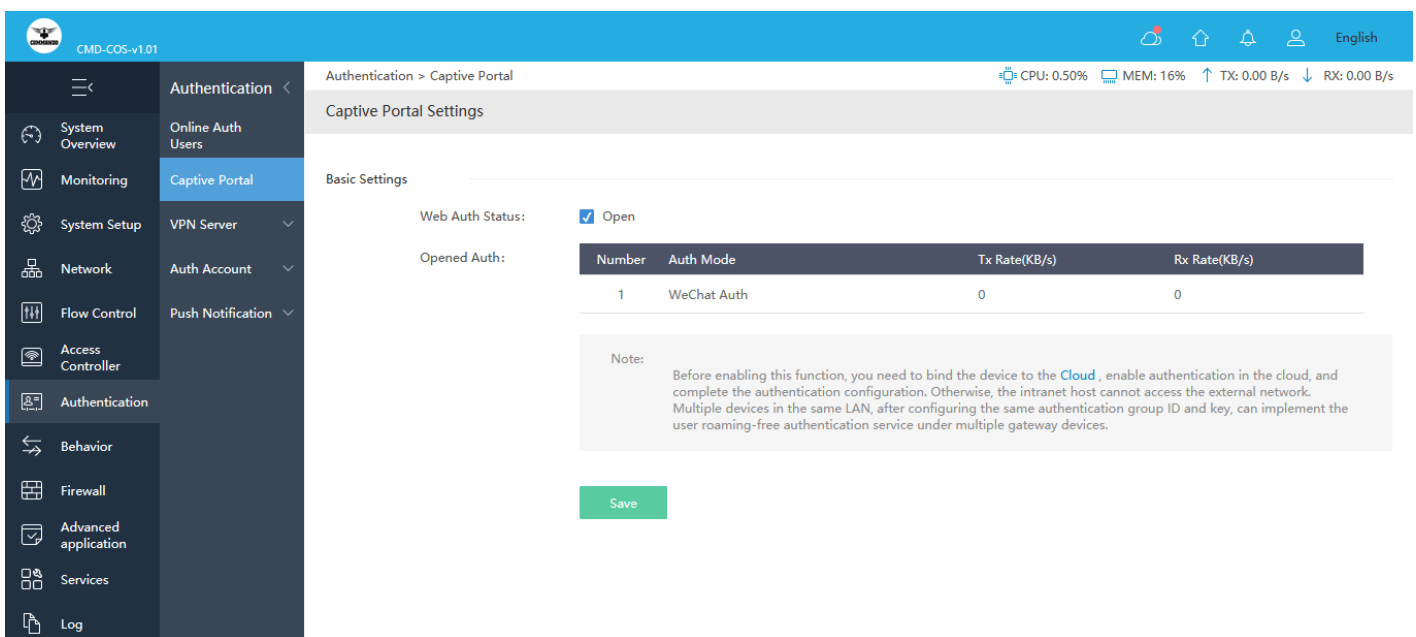 COMMANDO
CMD-COS-v1.01
English
Authentication
Authentication > Captive Portal
CPU: 0.50% MEM: 16% TX: 0.00 B/s RX: 0.00 B/s
Captive Portal Settings
System
Overview
Monitoring
System Setup
Network
Flow Control
Access
Controller
Authentication
Behavior
Firewall
Advanced
application
Services
Log
Online Auth
Users
Captive Portal
VPN Server
Auth Account
Push Notification
Basic Settings
Web Auth Status: Open
Opened Auth:
Number Auth Mode Tx Rate(KB/s) Rx Rate(KB/s)
1 WeChat Auth 0 0
Note:
Before enabling this function, you need to bind the device to the Cloud , enable authentication in the cloud, and
complete the authentication configuration. Otherwise, the intranet host cannot access the external network.
Multiple devices in the same LAN, after configuring the same authentication group ID and key, can implement the
user roaming-free authentication service under multiple gateway devices.
Save